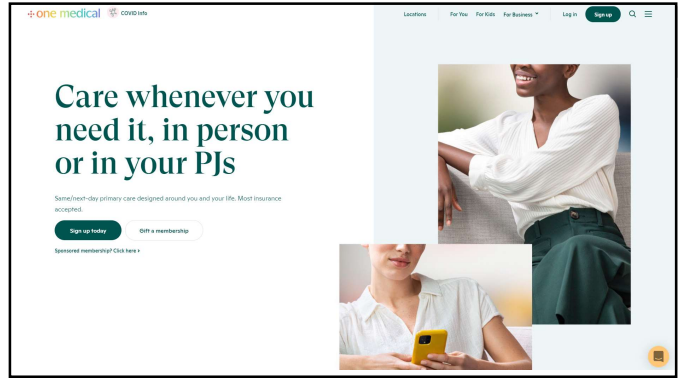 one medical
COVID Info
Locations
For You
For Kids
For Business
Log in
Sign up
Care whenever you
need it, in person
or in your PJs
Same/next-day primary care designed around you and your life. Most insurance
accepted.
Sign up today
Gift a membership
Sponsored membership? Click here ›